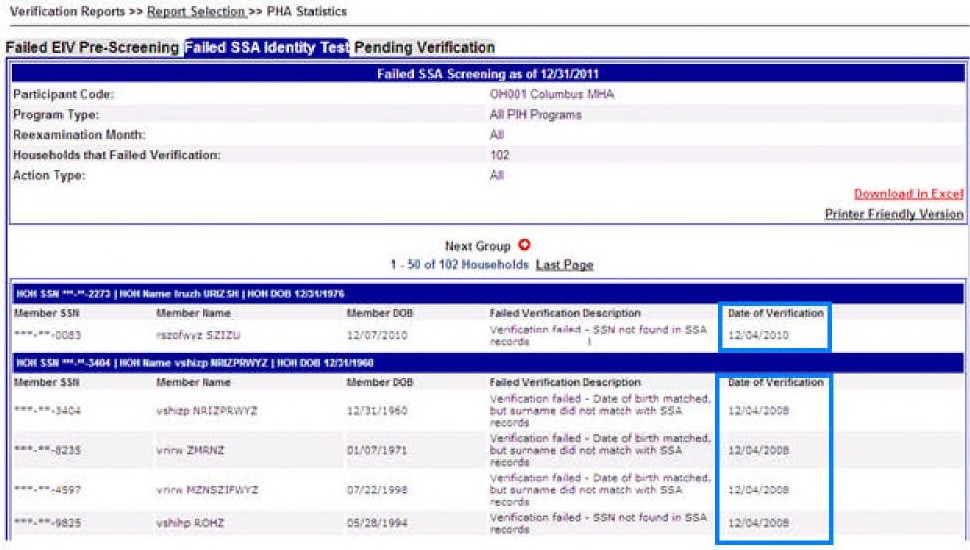 Verification Reports >> Report Selection >> PHA Statistics
Failed EIV Pre-Screening Failed SSA Identity Test Pending Verification
Failed SSA Screening as of 12/31/2011
Participant Code: OH001 Columbus MHA
Program Type: All PIH Programs
Reexamination Month: All
Households that Failed Verification: 102
Action Type: All
Download in Excel
Printer Friendly Version
Next Group
1 - 50 of 102 Households Last Page
HOH SSN ***-**-2273 | HOH Name Iruzh URIZSH | HOH DOB 12/31/1976
Member SSN Member Name Member DOB Failed Verification Description Date of Verification
***-**-0083 rszofwyz SZIZU 12/07/2010 Verification failed - SSN not found in SSA 12/04/2010
records
HOH SSN ***-**-3404 | HOH Name vshizp NRIZPRWYZ | HOH DOB 12/31/1960
Member SSN Member Name Member DOB Failed Verification Description Date of Verification
***-**-3404 vshizp NRIZPRWYZ 12/31/1960 Verification failed - Date of birth matched, 12/04/2008
but surname did not match with SSA
records
***-**-8235 vrirw ZMRNZ 01/07/1971 Verification failed - Date of birth matched, 12/04/2008
but surname did not match with SSA
records
***-**-4597 vrirw MZNSZIFWYZ 07/22/1998 Verification failed - Date of birth matched, 12/04/2008
but surname did not match with SSA
records
***-**-9825 vshihp ROHZ 05/28/1994 Verification failed - SSN not found in SSA 12/04/2008
records